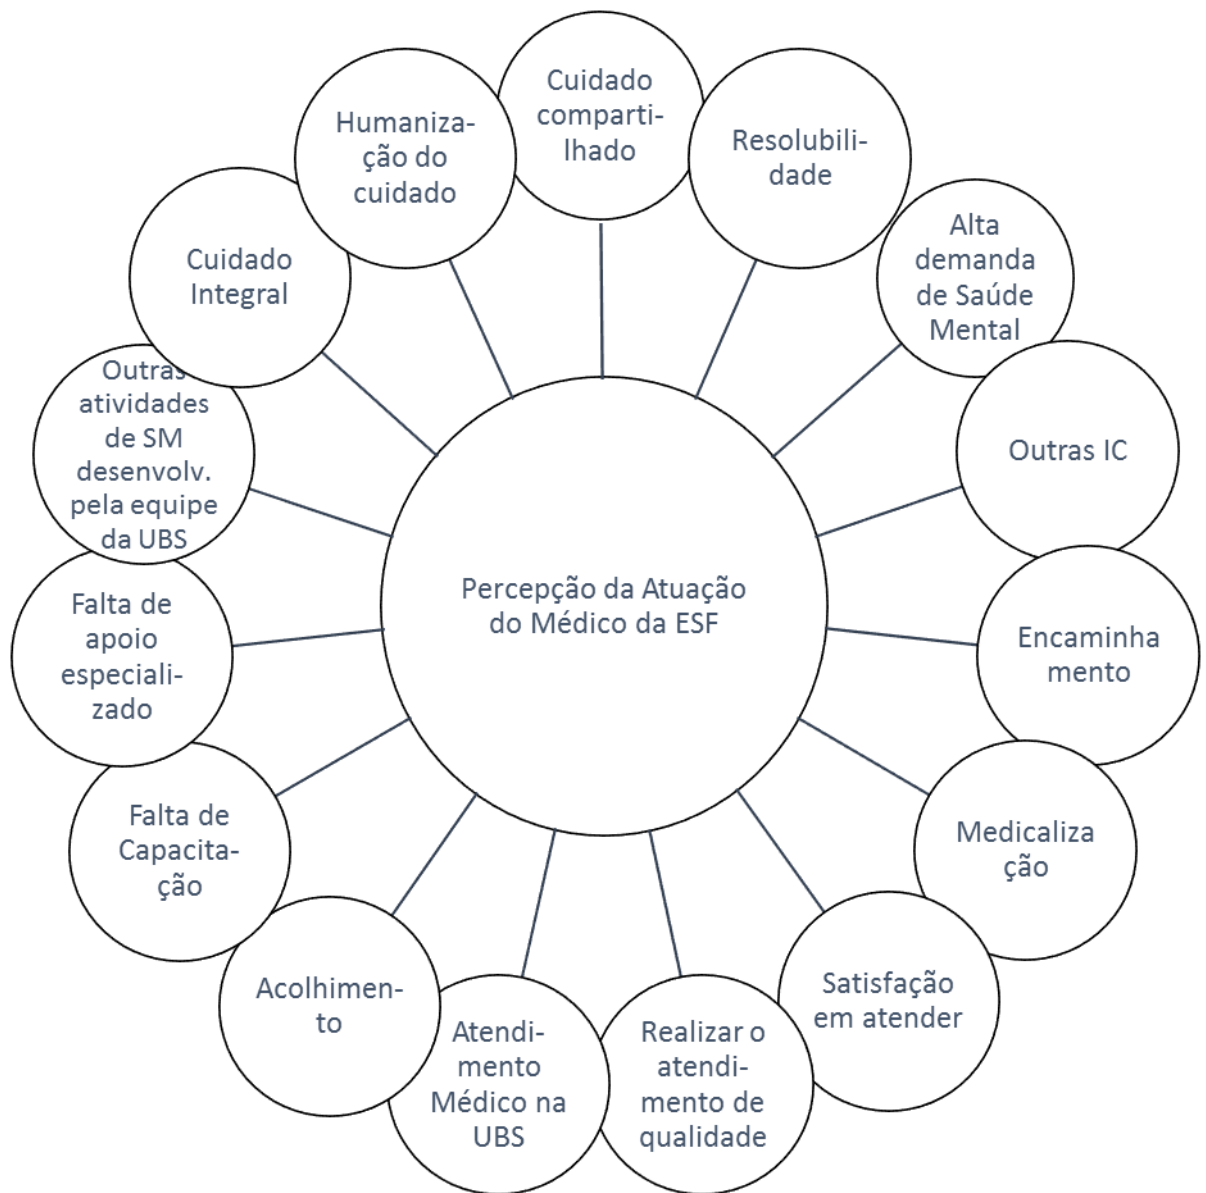 Cuidado
comparti-
lhado
Resolubili-
dade
Alta
demanda
de Saúde
Mental
Outras IC
Encaminha
mento
Medicaliza
ção
Satisfação
em atender
Realizar o
atendi-
mento de
qualidade
Atendi-
mento
Médico na
UBS
Acolhimen-
to
Falta de
Capacita-
ção
Falta de
apoio
especiali-
zado
Outras
atividades
de SM
desenvolv.
pela equipe
da UBS
Cuidado
Integral
Humaniza-
ção do
cuidado
Percepção da Atuação
do Médico da ESF